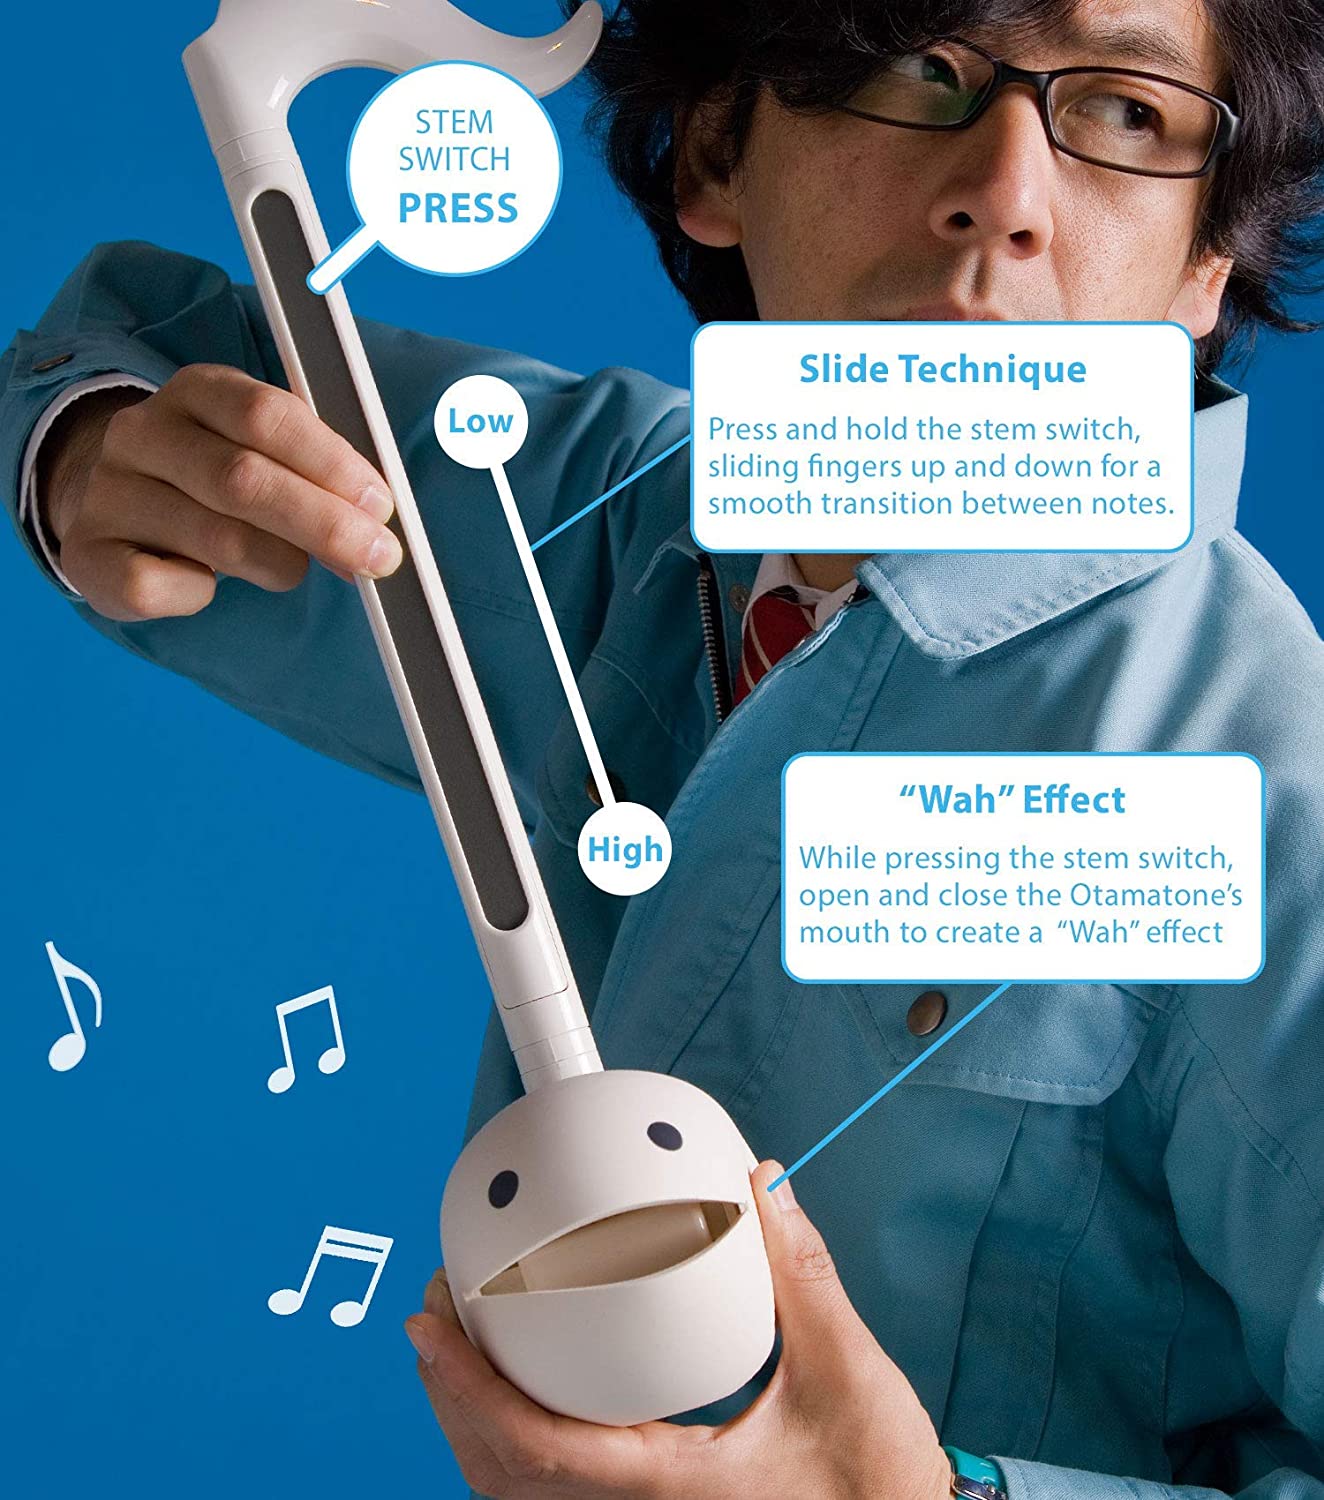 STEM
SWITCH
PRESS
Slide Technique
Press and hold the stem switch,
sliding fingers up and down for a
smooth transition between notes.
Low
High
“Wah” Effect
While pressing the stem switch,
open and close the Otamatone’s
mouth to create a “Wah” effect